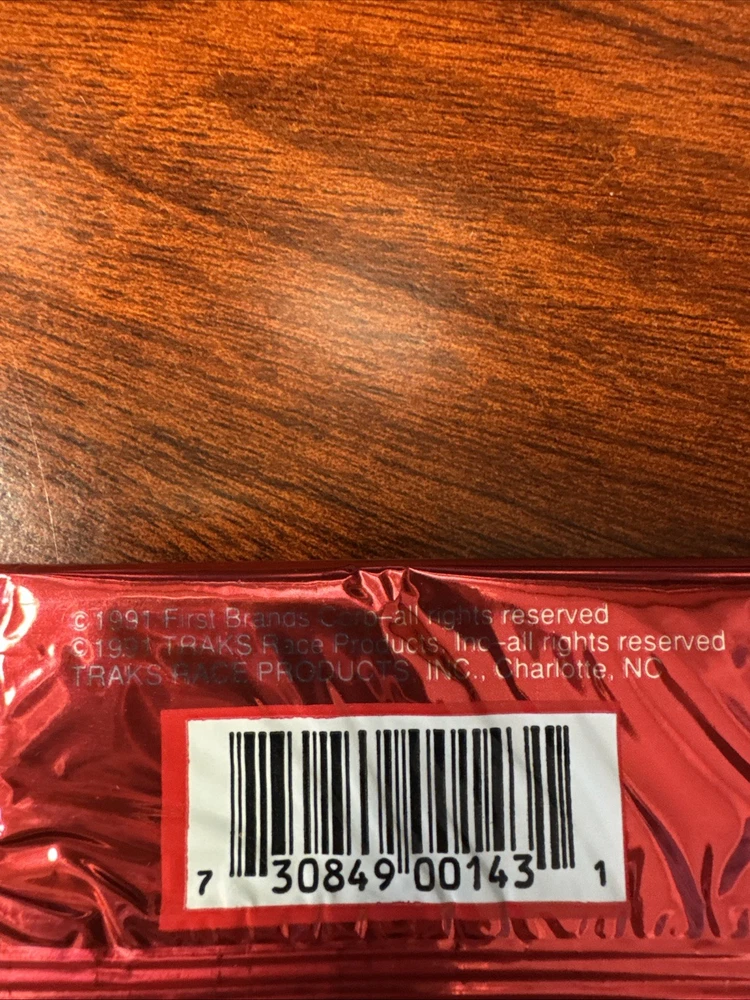 ©1991 First Brands Corp-all rights reserved
©1991 TRAKS Race Products, Inc-all rights reserved
TRAKS RACE PRODUCTS, INC., Charlotte, NC
7 30849 00143 1